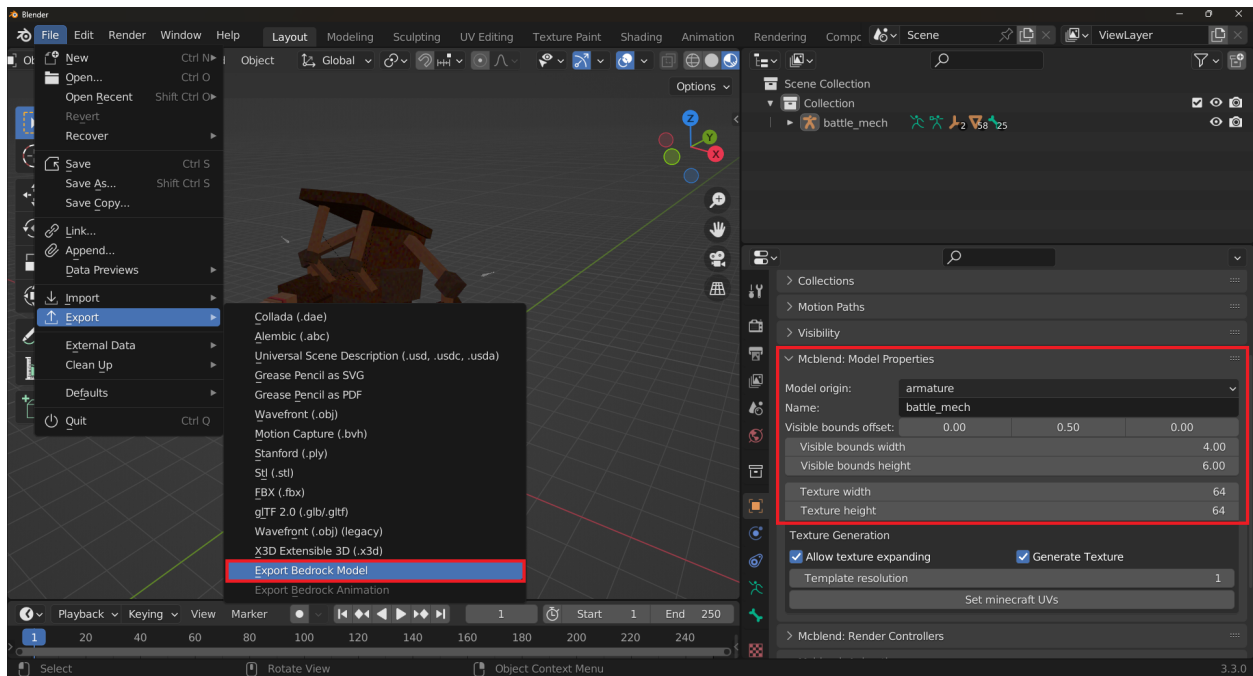 Blender
File Edit Render Window Help Layout Modeling Sculpting UV Editing Texture Paint Shading Animation Rendering Compc Scene ViewLayer
Object Global
Options
New Ctrl N
Open... Ctrl O
Open Recent Shift Ctrl O
Revert
Recover
Save Ctrl S
Save As... Shift Ctrl S
Save Copy...
Link...
Append...
Data Previews
Import
Export
External Data
Clean Up
Defaults
Quit Ctrl Q
Collada (.dae)
Alembic (.abc)
Universal Scene Description (.usd, .usdc, .usda)
Grease Pencil as SVG
Grease Pencil as PDF
Wavefront (.obj)
Motion Capture (.bvh)
Stanford (.ply)
Stl (.stl)
FBX (.fbx)
glTF 2.0 (.glb/.gltf)
Wavefront (.obj) (legacy)
X3D Extensible 3D (.x3d)
Export Bedrock Model
Export Bedrock Animation
Z
Y
X
Scene Collection
Collection
battle_mech 2 58 25
Collections
Motion Paths
Visibility
Mcblend: Model Properties
Model origin: armature
Name: battle_mech
Visible bounds offset: 0.00 0.50 0.00
Visible bounds width 4.00
Visible bounds height 6.00
Texture width 64
Texture height 64
Texture Generation
Allow texture expanding Generate Texture
Template resolution 1
Set minecraft UVs
Mcblend: Render Controllers
Playback Keying View Marker 1 Start 1 End 250
1 20 40 60 80 100 120 140 160 180 200 220 240
Select Rotate View Object Context Menu 3.3.0